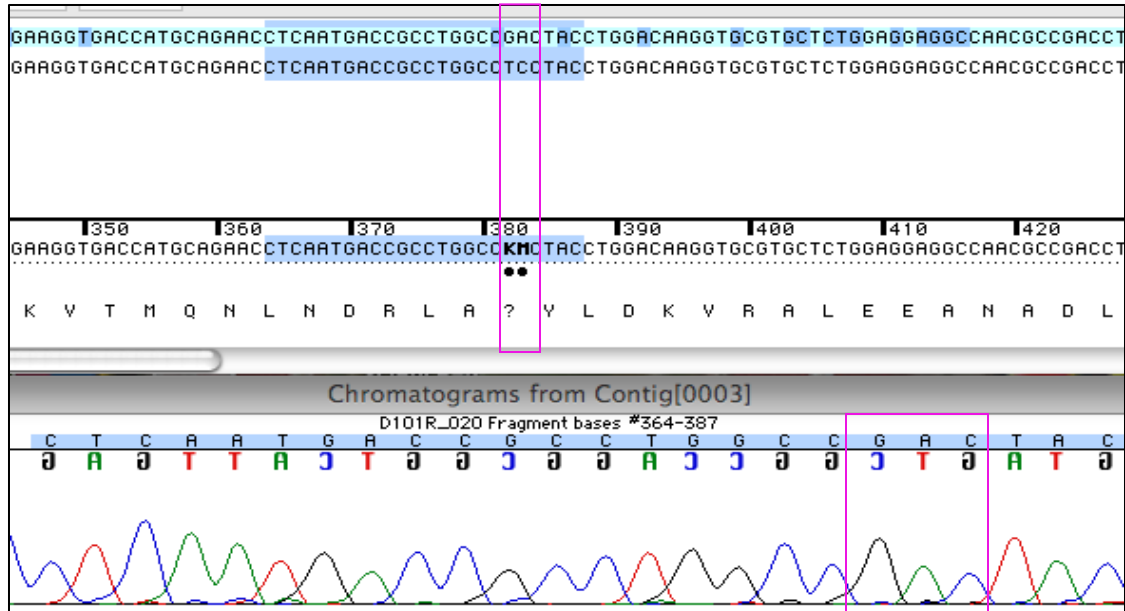 GAAGGTGACCATGCAGAACCTCAATGACCGCCTGGCCGACTACCTGGACAAGGTGCGTGCTCTGGAGGAGGCCAACGCCGACCT
GAAGGTGACCATGCAGAACCTCAATGACCGCCTGGCCTCCTACCTGGACAAGGTGCGTGCTCTGGAGGAGGCCAACGCCGACCT
350 360 370 380 390 400 410 420
GAAGGTGACCATGCAGAACCTCAATGACCGCCTGGCCKMCTACCTGGACAAGGTGCGTGCTCTGGAGGAGGCCAACGCCGACCT
K V T M Q N L N D R L A ? Y L D K V R A L E E A N A D L
Chromatograms from Contig[0003]
D101R_020 Fragment bases #364-387
C T C A A T G A C C G C C T G G C C G A C T A C
G A G T T A C T G G C G G A C C G G C T G A T G